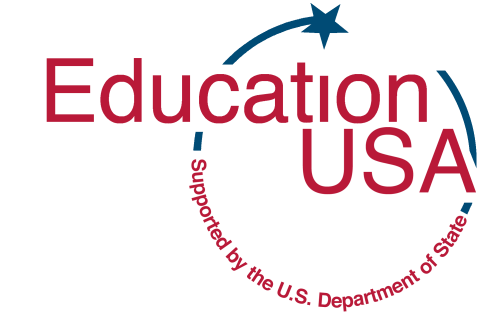 Education
USA
Supported by the U.S. Department of State